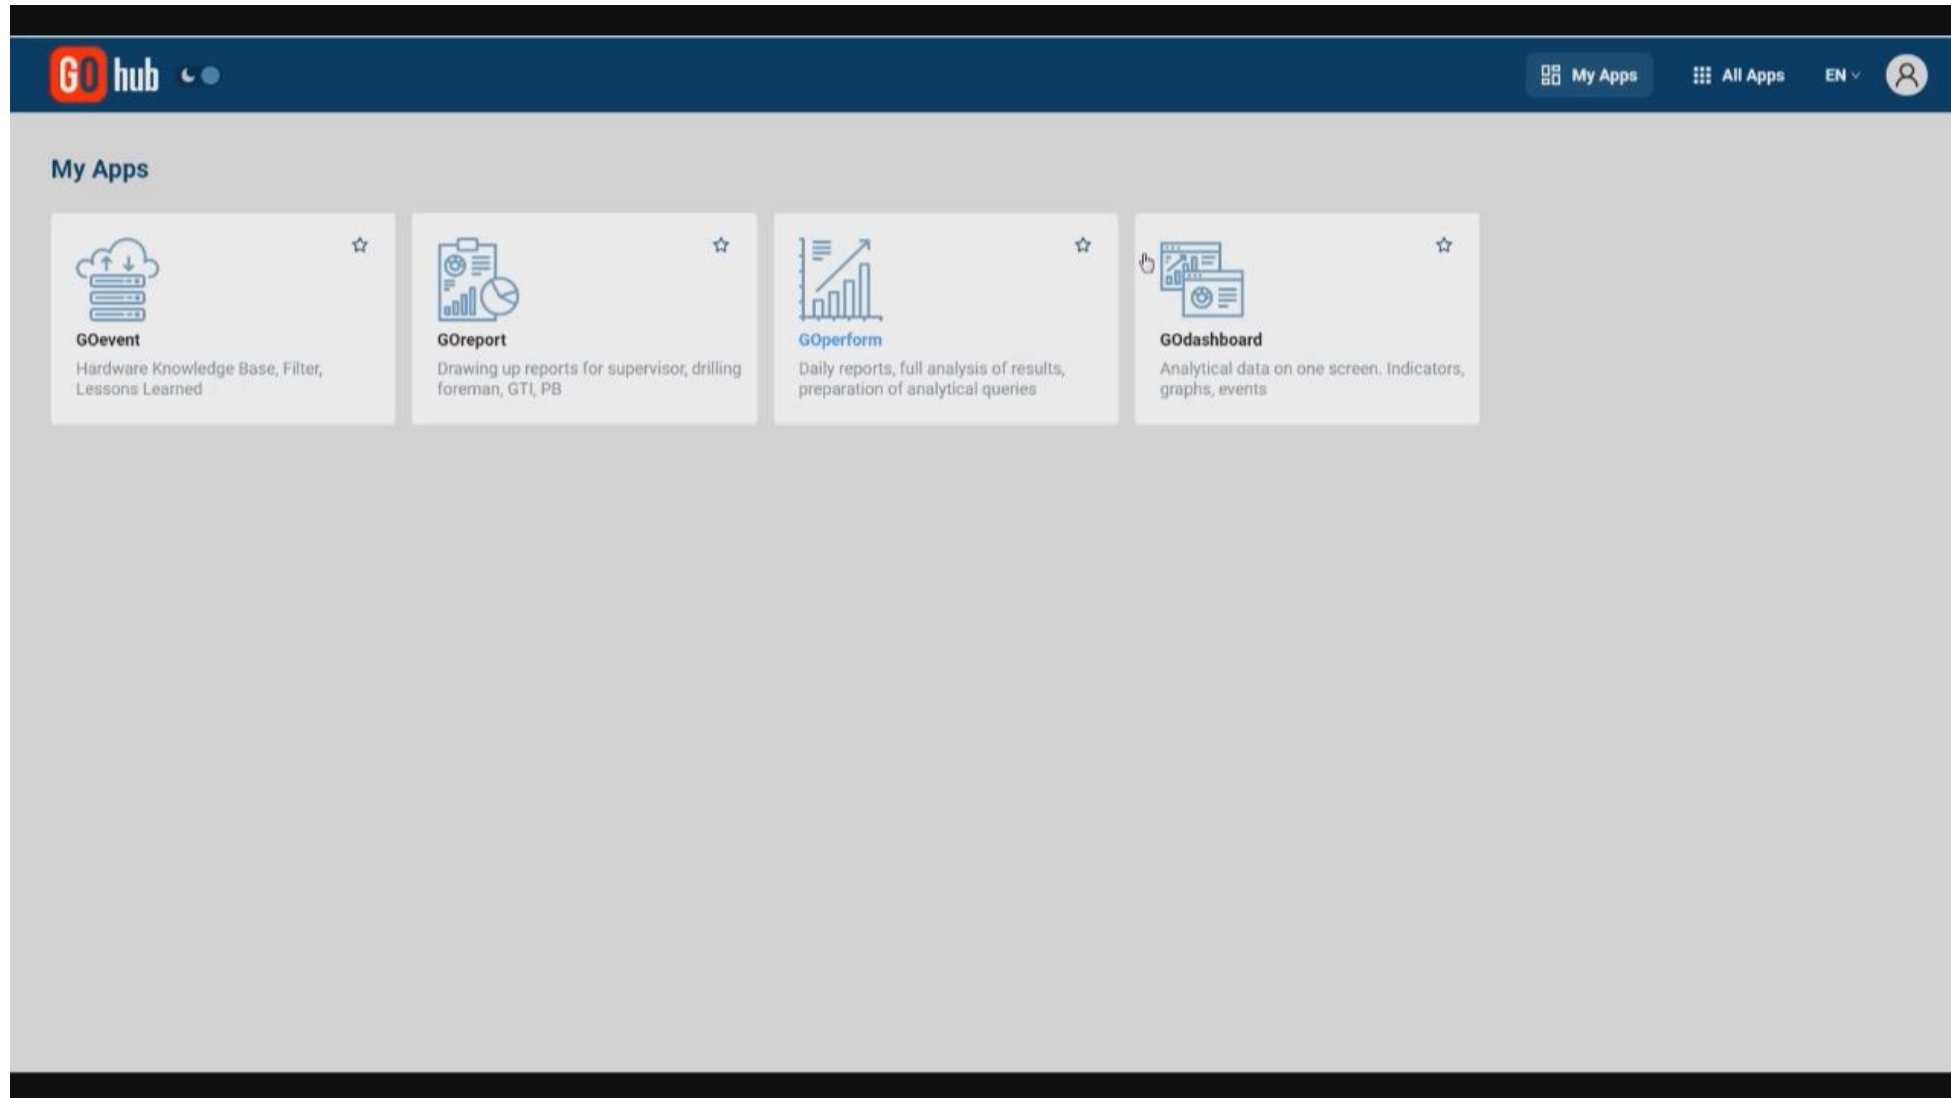 GO hub
My Apps
All Apps
EN
My Apps
GOevent
Hardware Knowledge Base, Filter,
Lessons Learned
GOreport
Drawing up reports for supervisor, drilling
foreman, GTI, PB
GOperform
Daily reports, full analysis of results,
preparation of analytical queries
GOdashboard
Analytical data on one screen. Indicators,
graphs, events